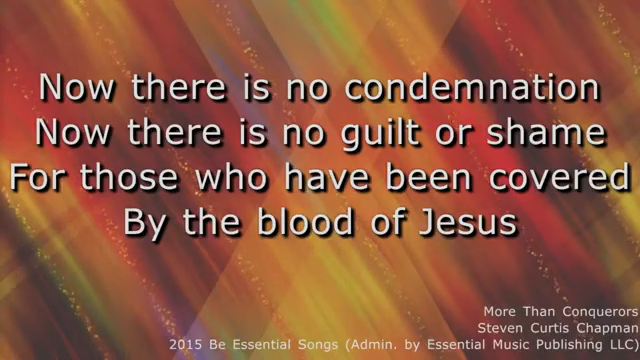 Now there is no condemnation
Now there is no guilt or shame
For those who have been covered
By the blood of Jesus
More Than Conquerors
Steven Curtis Chapman
2015 Be Essential Songs (Admin. by Essential Music Publishing LLC)